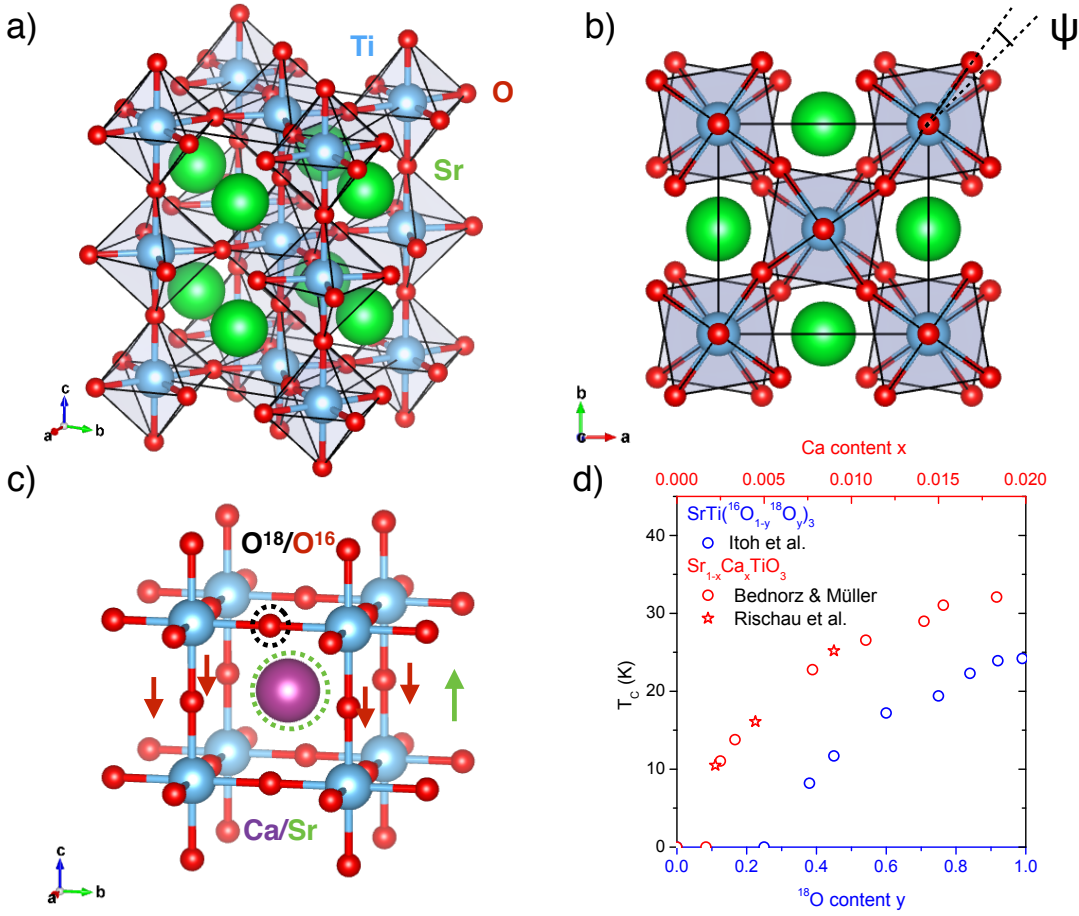 a)
Ti
O
Sr
c
a
b
b)
ψ
b
c
a
c)
O¹⁸/O¹⁶
Ca/Sr
c
a
b
d)
Ca content x
0.000 0.005 0.010 0.015 0.020
SrTi(¹⁶O₁₋ᵧ¹⁸Oᵧ)₃
Itoh et al.
Sr₁₋ₓCaₓTiO₃
Bednorz & Müller
Rischau et al.
T_C (K)
40
30
20
10
0
0.0 0.2 0.4 0.6 0.8 1.0
¹⁸O content y